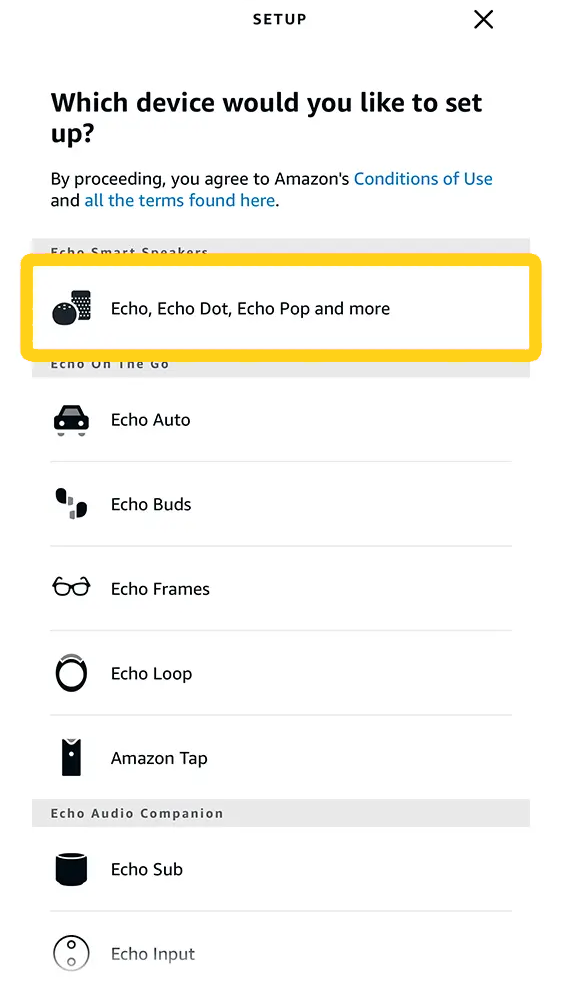 SETUP
Which device would you like to set
up?
By proceeding, you agree to Amazon's Conditions of Use
and all the terms found here.
Echo Smart Speakers
Echo, Echo Dot, Echo Pop and more
Echo On The Go
Echo Auto
Echo Buds
Echo Frames
Echo Loop
Amazon Tap
Echo Audio Companion
Echo Sub
Echo Input